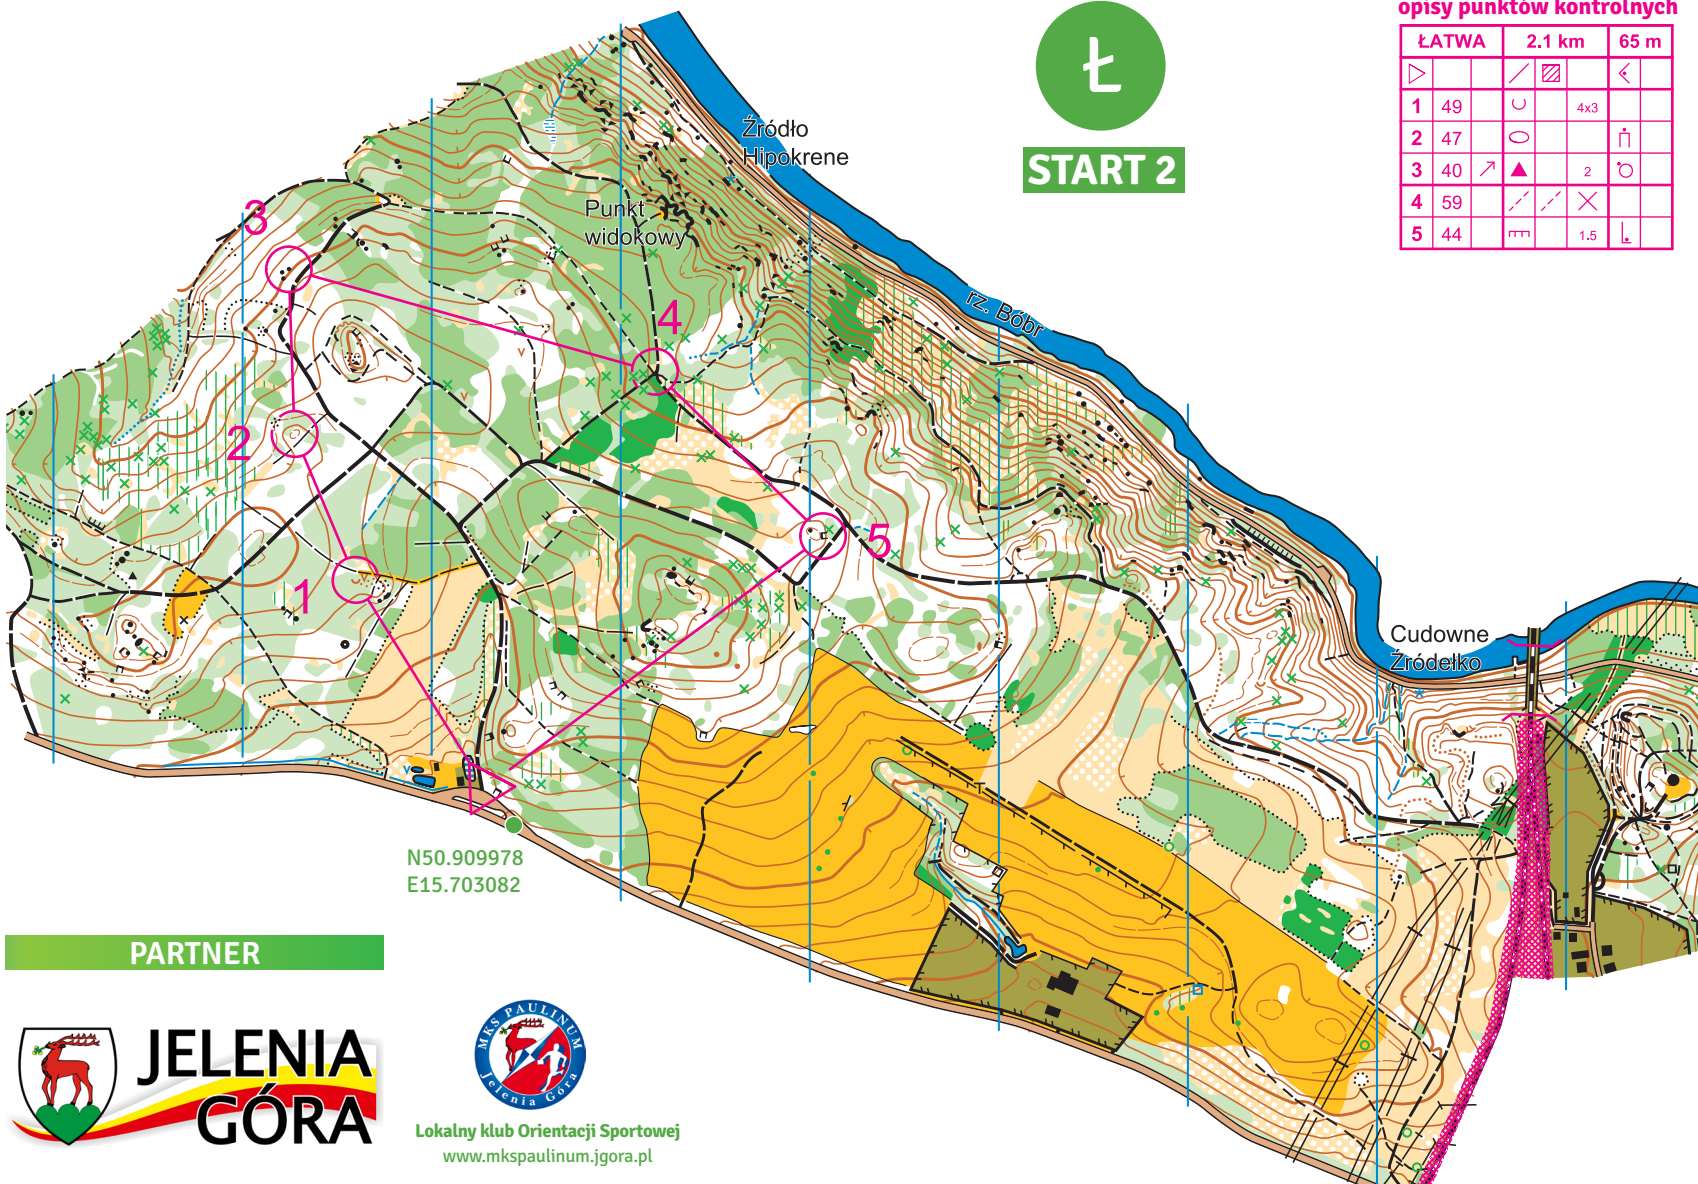 opisy punktów kontrolnych
ŁATWA 2.1 km 65 m
1 49 4x3
2 47
3 40 2
4 59
5 44 1.5
Ł
START 2
Źródło
Hipokrene
Punkt
widokowy
rz. Bóbr
3
4
2
5
1
Cudowne
Źródełko
N50.909978
E15.703082
PARTNER
JELENIA
GÓRA
MKS PAULINUM
Jelenia Góra
Lokalny klub Orientacji Sportowej
www.mkspaulinum.jgora.pl